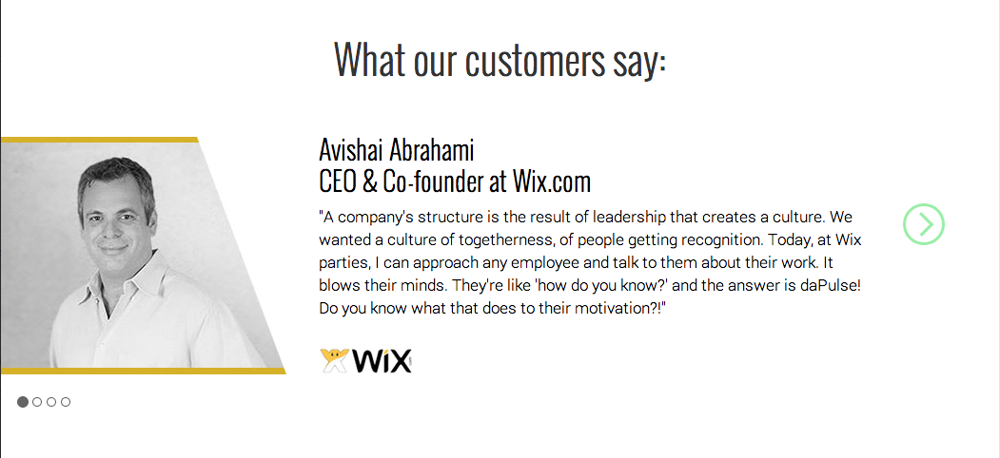 What our customers say:
Avishai Abrahami
CEO & Co-founder at Wix.com
"A company's structure is the result of leadership that creates a culture. We
wanted a culture of togetherness, of people getting recognition. Today, at Wix
parties, I can approach any employee and talk to them about their work. It
blows their minds. They're like 'how do you know?' and the answer is daPulse!
Do you know what that does to their motivation?!"
WiX